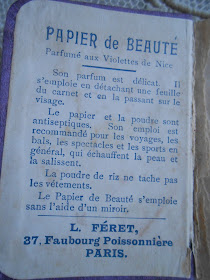 PAPIER de BEAUTÉ
Parfumé aux Violettes de Nice
Son parfum est délicat. Il
s'emploie en détachant une feuille
du carnet et en la passant sur le
visage.
Le papier et la poudre sont
antiseptiques. Son emploi est
recommandé pour les voyages, les
bals, les spectacles et les sports en
général, qui échauffent la peau et
la salissent.
La poudre de riz ne tache pas
les vêtements.
Le Papier de Beauté s'emploie
sans l'aide d'un miroir.
L. FÉRET,
37, Faubourg Poissonnière
PARIS.